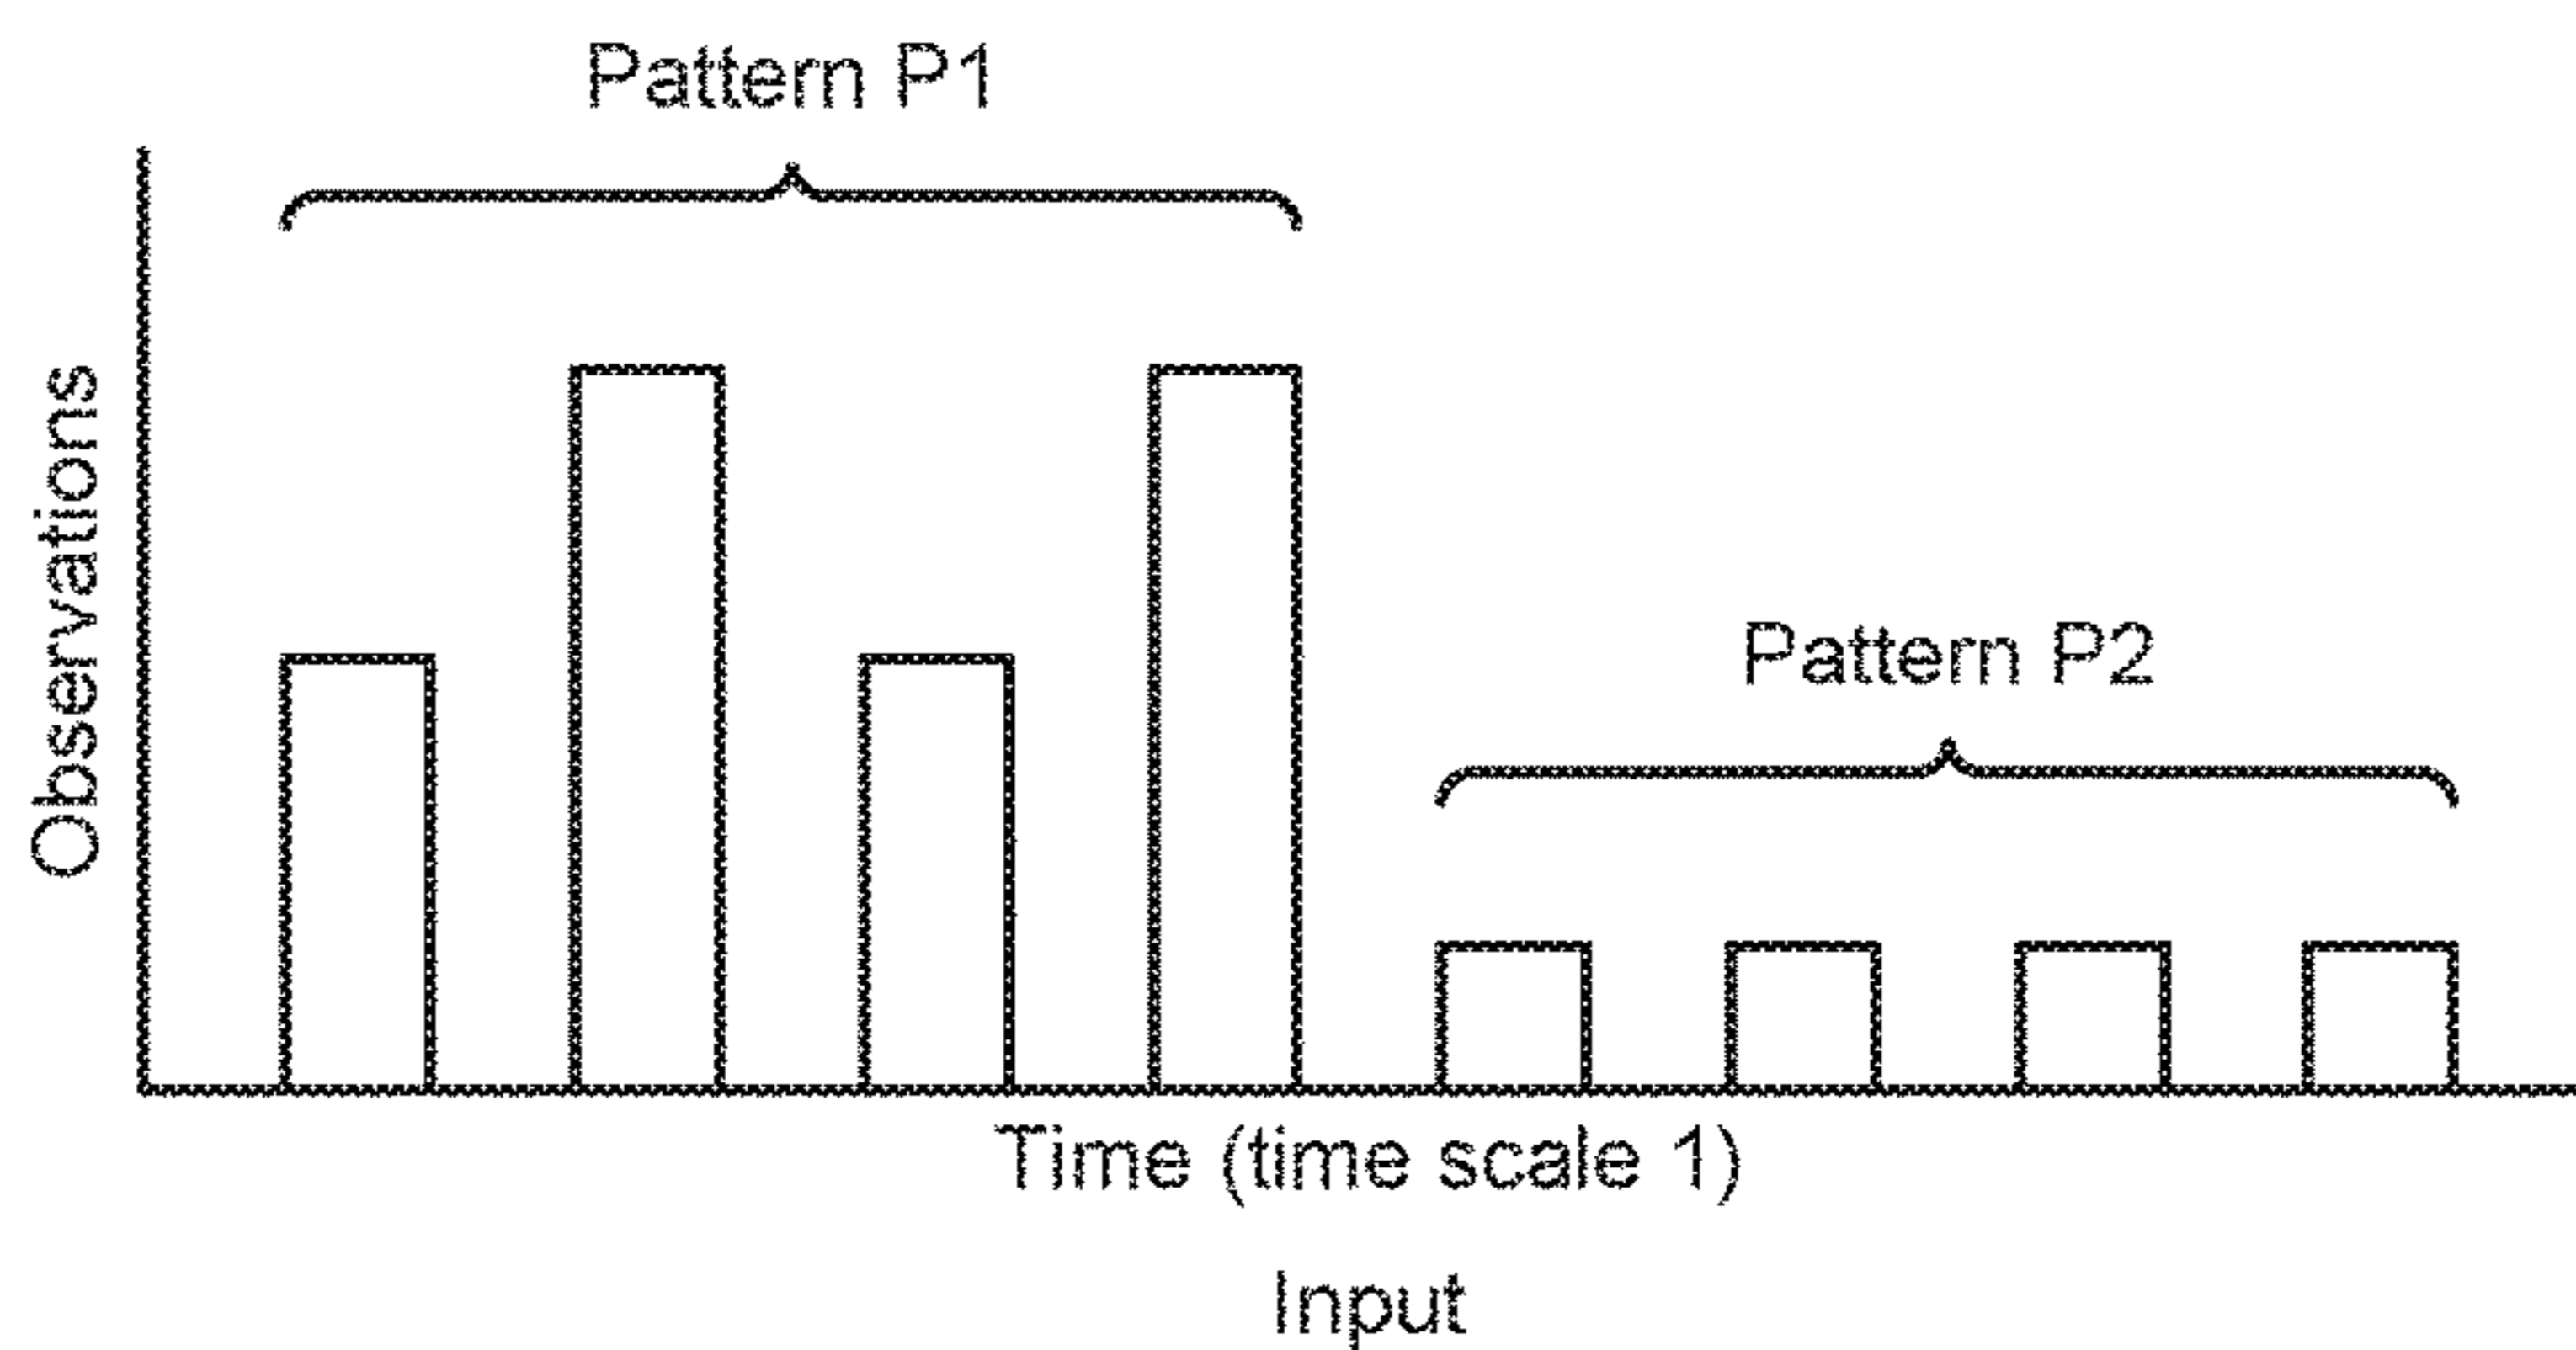 Pattern P1
Observations
Pattern P2
Time (time scale 1)
Input